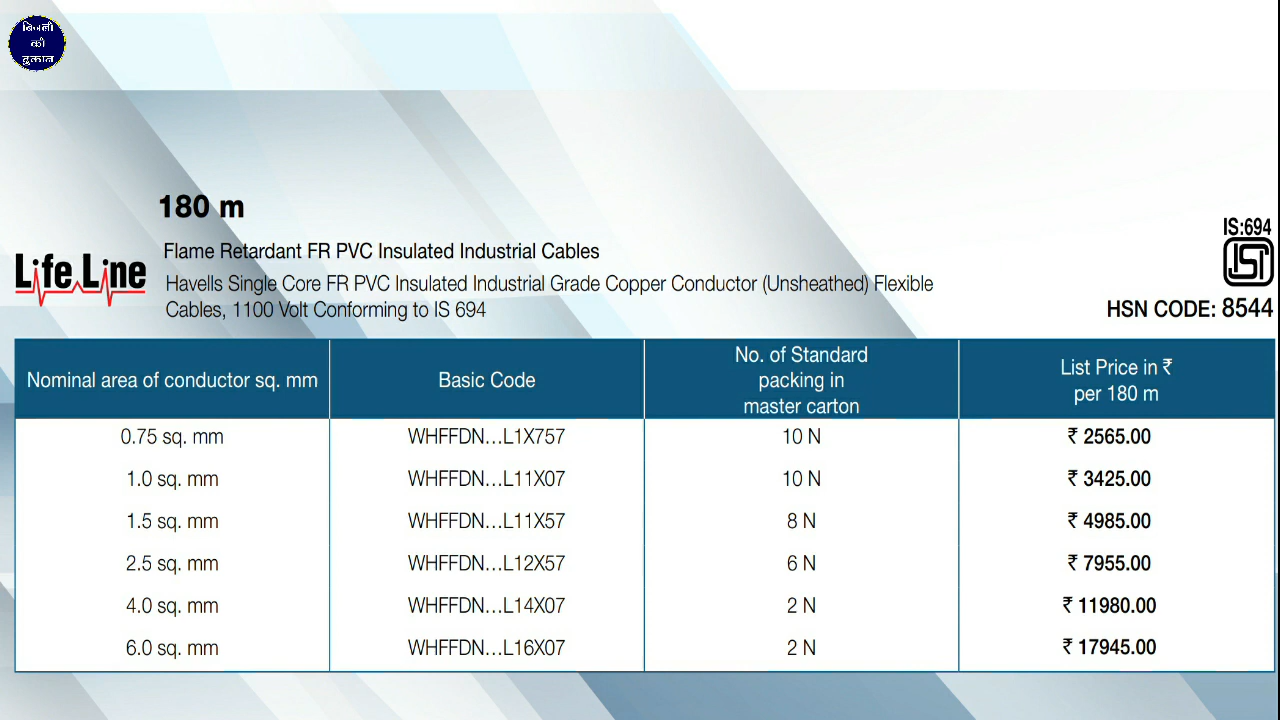 बिजली
की
दुकान
180 m
Flame Retardant FR PVC Insulated Industrial Cables
IS:694
Life Line
Havells Single Core FR PVC Insulated Industrial Grade Copper Conductor (Unsheathed) Flexible
Cables, 1100 Volt Conforming to IS 694
ISI
HSN CODE: 8544
Nominal area of conductor sq. mm
Basic Code
No. of Standard
packing in
master carton
List Price in ₹
per 180 m
0.75 sq. mm WHFFDN...L1X757 10 N ₹ 2565.00
1.0 sq. mm WHFFDN...L11X07 10 N ₹ 3425.00
1.5 sq. mm WHFFDN...L11X57 8 N ₹ 4985.00
2.5 sq. mm WHFFDN...L12X57 6 N ₹ 7955.00
4.0 sq. mm WHFFDN...L14X07 2 N ₹ 11980.00
6.0 sq. mm WHFFDN...L16X07 2 N ₹ 17945.00